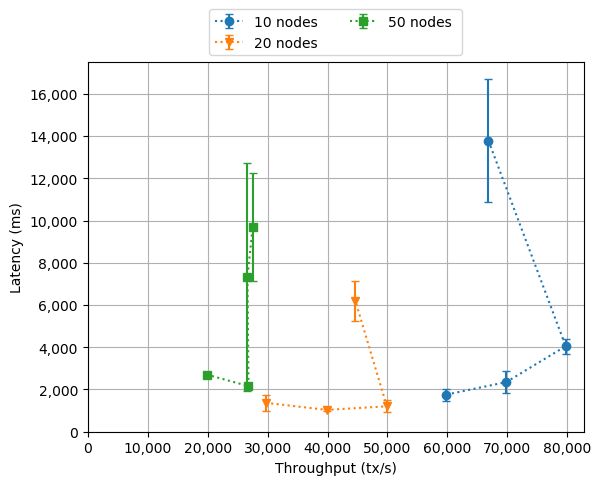 10 nodes
20 nodes
50 nodes
16,000
14,000
12,000
10,000
8,000
6,000
4,000
2,000
0
Latency (ms)
0 10,000 20,000 30,000 40,000 50,000 60,000 70,000 80,000
Throughput (tx/s)